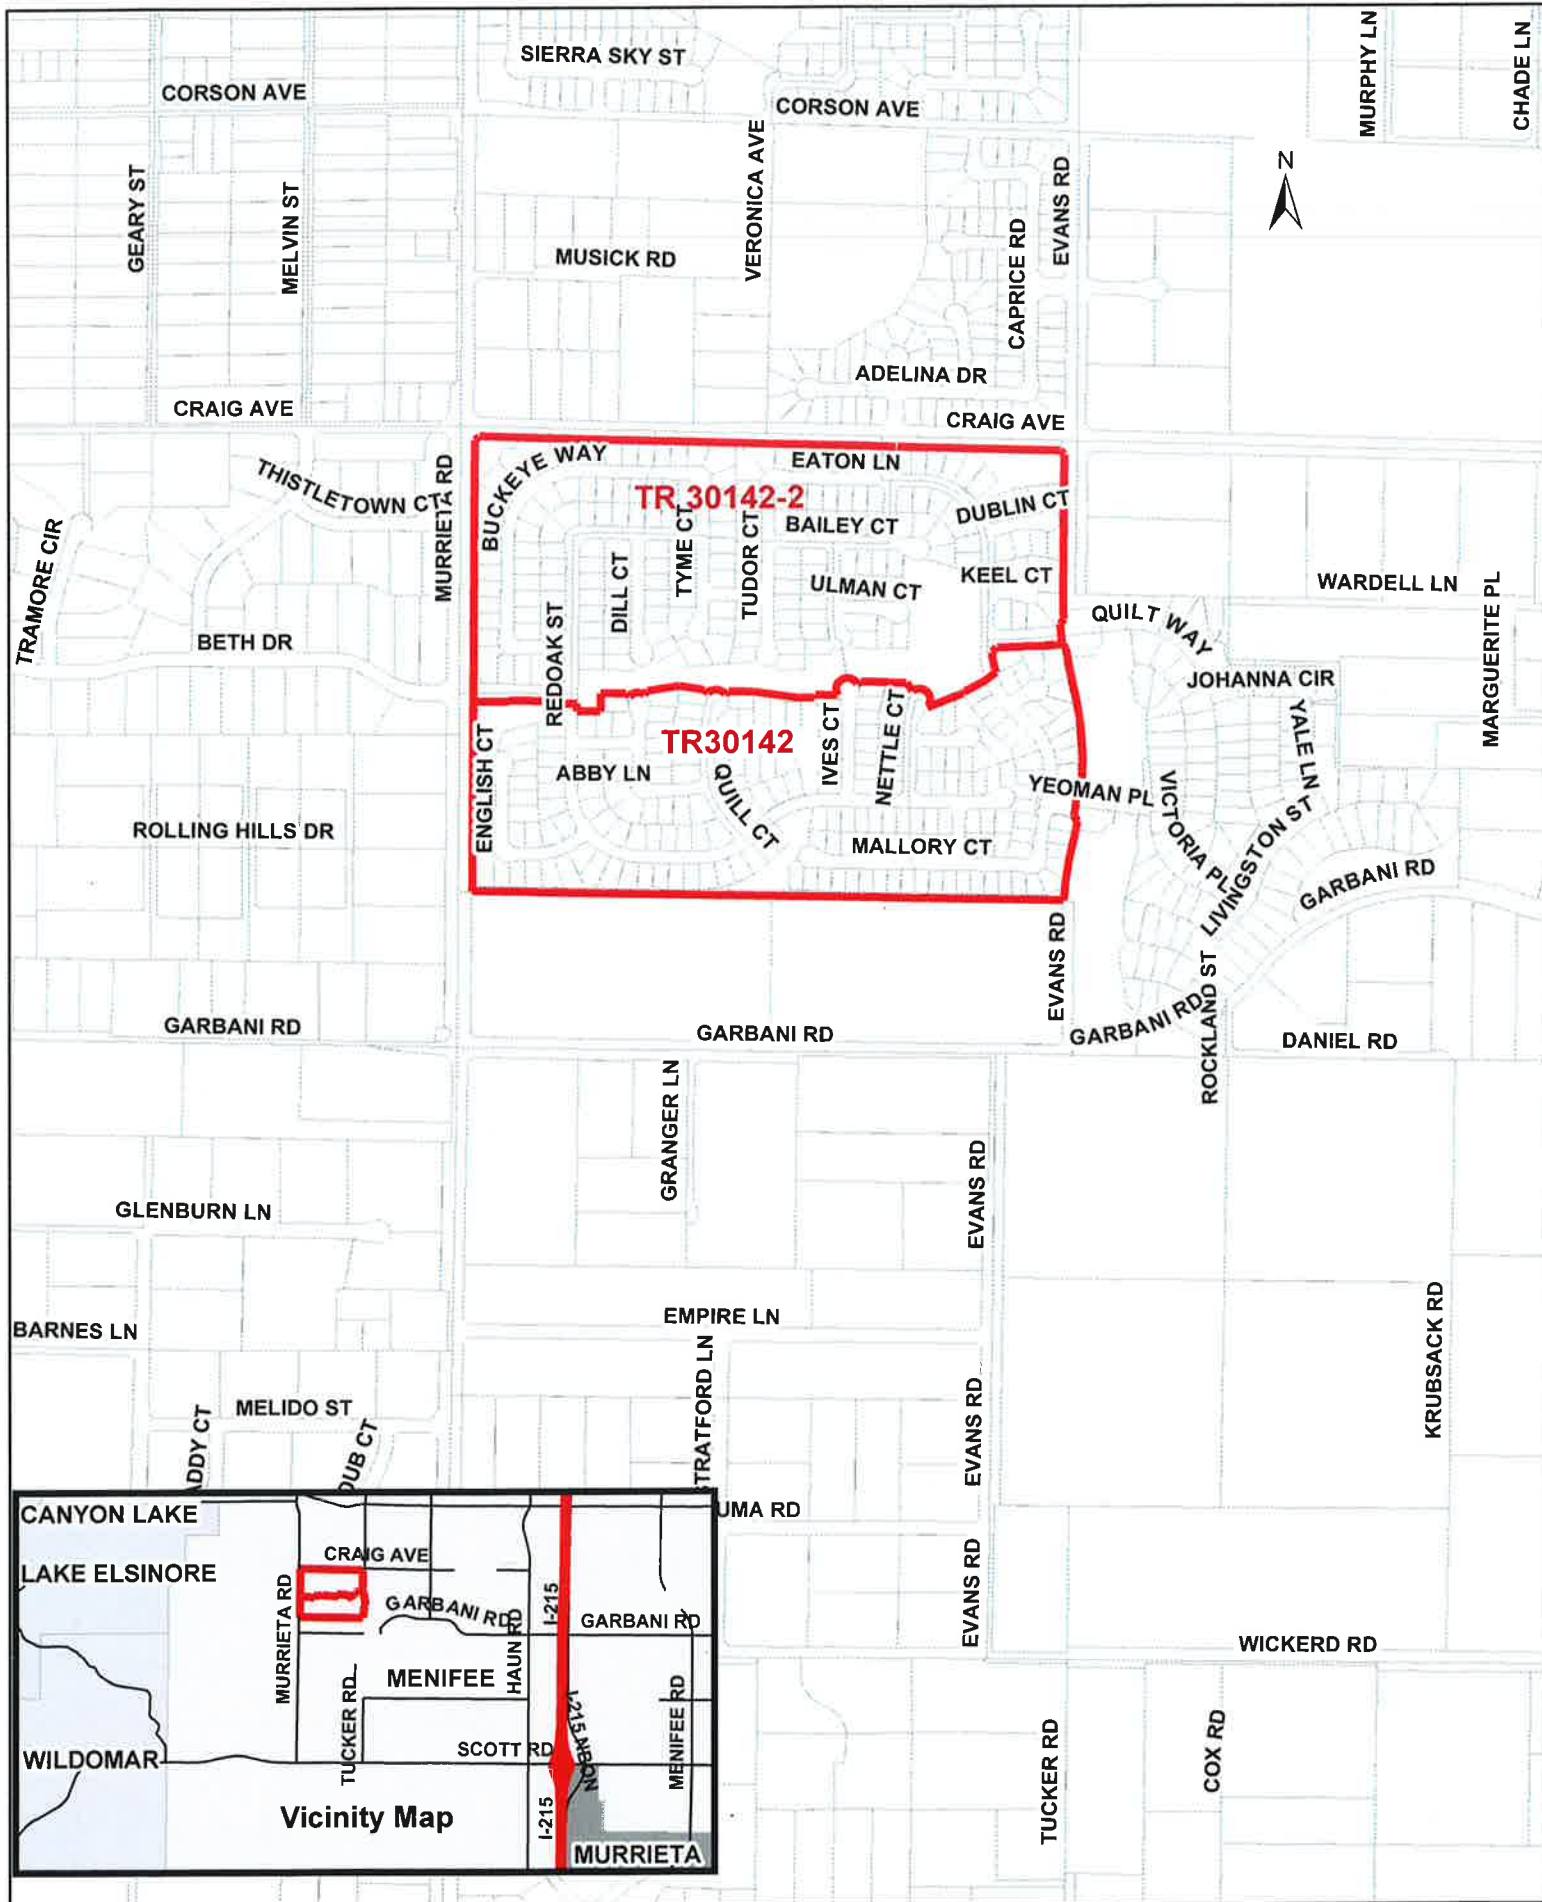 SIERRA SKY ST
CORSON AVE
CORSON AVE
MURPHY LN
CHADE LN
GEARY ST
MELVIN ST
VERONICA AVE
EVANS RD
N
MUSICK RD
CAPRICE RD
ADELINA DR
CRAIG AVE
CRAIG AVE
THISTLETOWN CT
MURRIETA RD
BUCKEYE WAY
EATON LN
TR 30142-2
DUBLIN CT
BAILEY CT
TYME CT
TUDOR CT
TRAMORE CIR
DILL CT
ULMAN CT
KEEL CT
WARDELL LN
MARGUERITE PL
BETH DR
REDOAK ST
QUILT WAY
JOHANNA CIR
YALE LN
ENGLISH CT
TR30142
ABBY LN
QUILL CT
IVES CT
NETTLE CT
YEOMAN PL
VICTORIA PL
LIVINGSTON ST
ROLLING HILLS DR
MALLORY CT
GARBANI RD
EVANS RD
GARBANI RD
GARBANI RD
GARBANI RD
ROCKLAND ST
DANIEL RD
GRANGER LN
EVANS RD
GLENBURN LN
EMPIRE LN
BARNES LN
KRUBSACK RD
STRATFORD LN
EVANS RD
MELIDO ST
ADDY CT
DUB CT
UMA RD
EVANS RD
WICKERD RD
TUCKER RD
COX RD
CANYON LAKE
CRAIG AVE
LAKE ELSINORE
MURRIETA RD
GARBANI RD
I-215
GARBANI RD
HAUN RD
MENIFEE
TUCKER RD
I-215 NBON
MENIFEE RD
SCOTT RD
WILDOMAR
Vicinity Map
I-215
MURRIETA